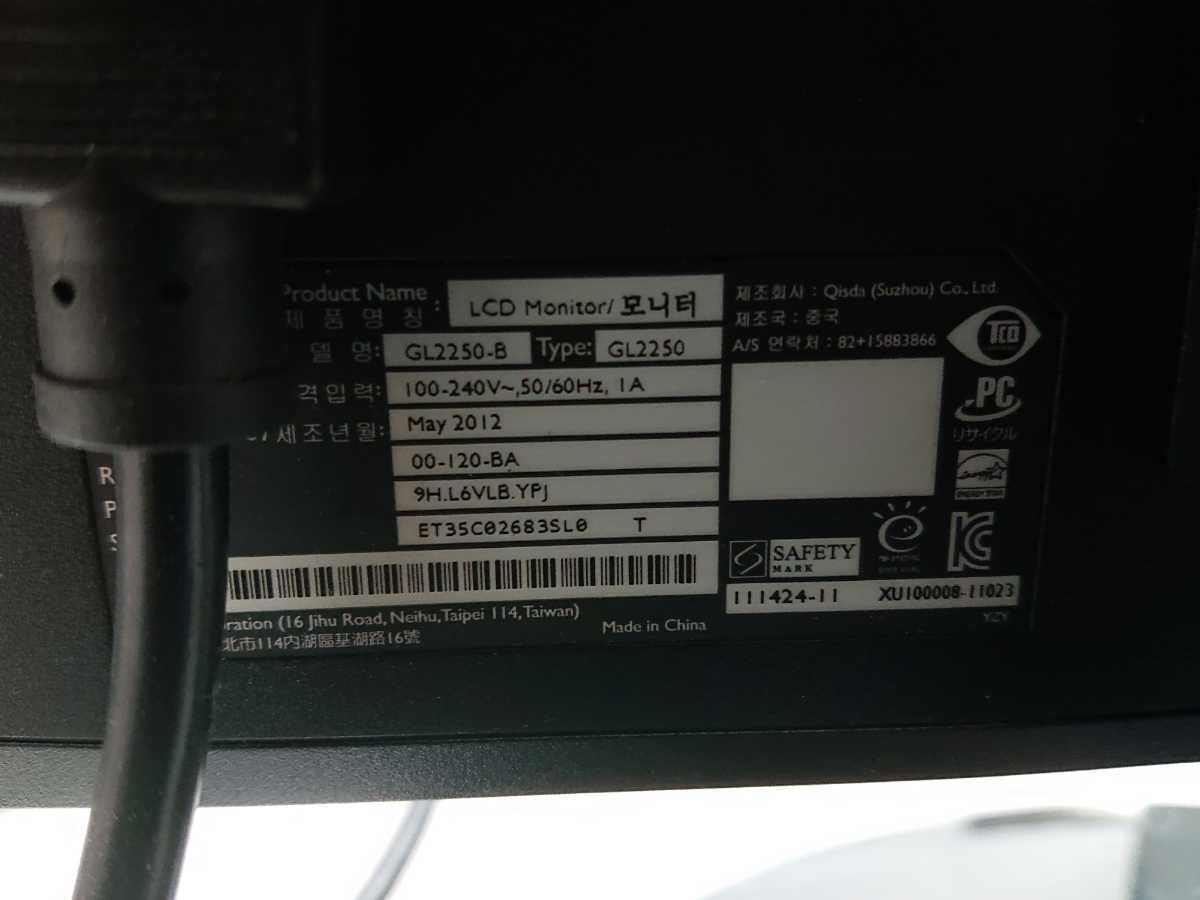 Product Name
제 품 명 칭 : LCD Monitor/ 모니터
델 명: GL2250-B Type: GL2250
격입력: 100-240V~,50/60Hz, 1A
제조년월: May 2012
00-120-BA
9H.L6VLB.YPJ
ET35C02683SL0 T
R
P
S
ration (16 Jihu Road, Neihu, Taipei 114, Taiwan)
北市114內湖區基湖路16號
Made in China
제조회사 : Qisda (Suzhou) Co., Ltd.
제조국 : 중국
A/S 연락처 : 82+15883866
TCO
PC
リサイクル
ENERGY STAR
SAFETY
MARK
111424-11 XU100008-11023
YZY